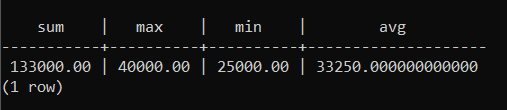 sum | max | min | avg
-----------+----------+----------+--------------------
133000.00 | 40000.00 | 25000.00 | 33250.000000000000
(1 row)